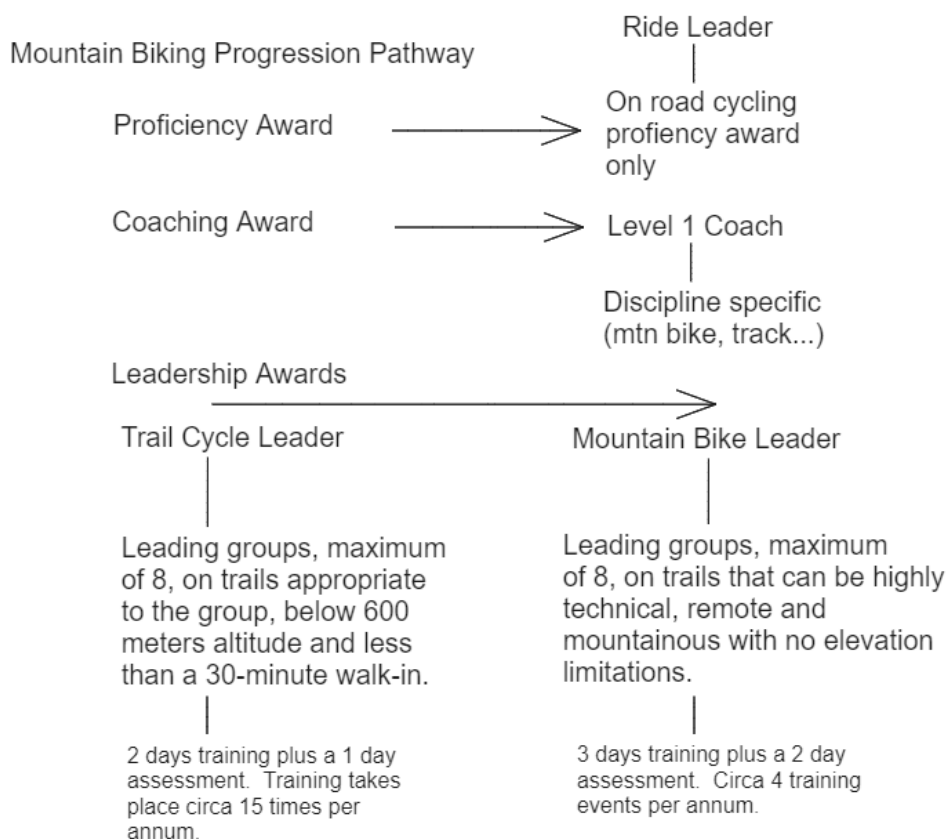 Ride Leader
Mountain Biking Progression Pathway
Proficiency Award
On road cycling
profiency award
only
Coaching Award
Level 1 Coach
Discipline specific
(mtn bike, track...)
Leadership Awards
Trail Cycle Leader
Mountain Bike Leader
Leading groups, maximum
of 8, on trails appropriate
to the group, below 600
meters altitude and less
than a 30-minute walk-in.
Leading groups, maximum
of 8, on trails that can be highly
technical, remote and
mountainous with no elevation
limitations.
2 days training plus a 1 day
assessment.  Training takes
place circa 15 times per
annum.
3 days training plus a 2 day
assessment.  Circa 4 training
events per annum.